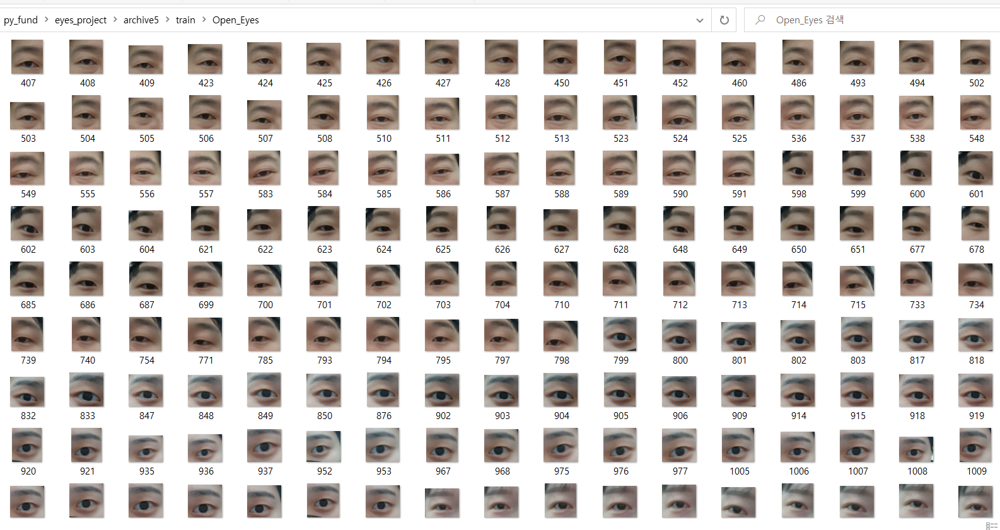 py_fund > eyes_project > archive5 > train > Open_Eyes
Open_Eyes 검색
407 408 409 423 424 425 426 427 428 450 451 452 460 486 493 494 502
503 504 505 506 507 508 510 511 512 513 523 524 525 536 537 538 548
549 555 556 557 583 584 585 586 587 588 589 590 591 598 599 600 601
602 603 604 621 622 623 624 625 626 627 628 648 649 650 651 677 678
685 686 687 699 700 701 702 703 704 710 711 712 713 714 715 733 734
739 740 754 771 785 793 794 795 797 798 799 800 801 802 803 817 818
832 833 847 848 849 850 876 902 903 904 905 906 909 914 915 918 919
920 921 935 936 937 952 953 967 968 975 976 977 1005 1006 1007 1008 1009